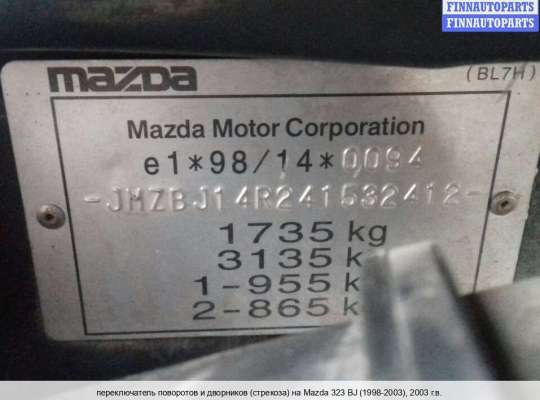 FINNAUTOPARTS
FINNAUTOPARTS
mazda
(BL7H)
Mazda Motor Corporation
e1*98/14*0094
-JMZBJ14R241532412-
1735 kg
3135 k
1-955 k
2-865 k
переключатель поворотов и дворников (стрекоза) на Mazda 323 BJ (1998-2003), 2003 г.в.